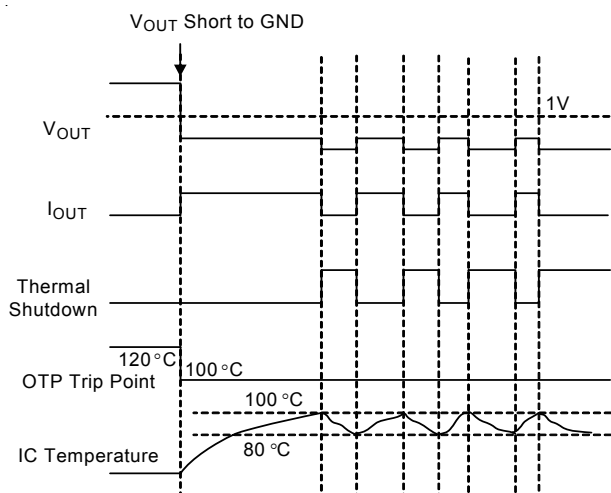 VOUT Short to GND
1V
VOUT
IOUT
Thermal
Shutdown
120 °C
100 °C
OTP Trip Point
100 °C
80 °C
IC Temperature